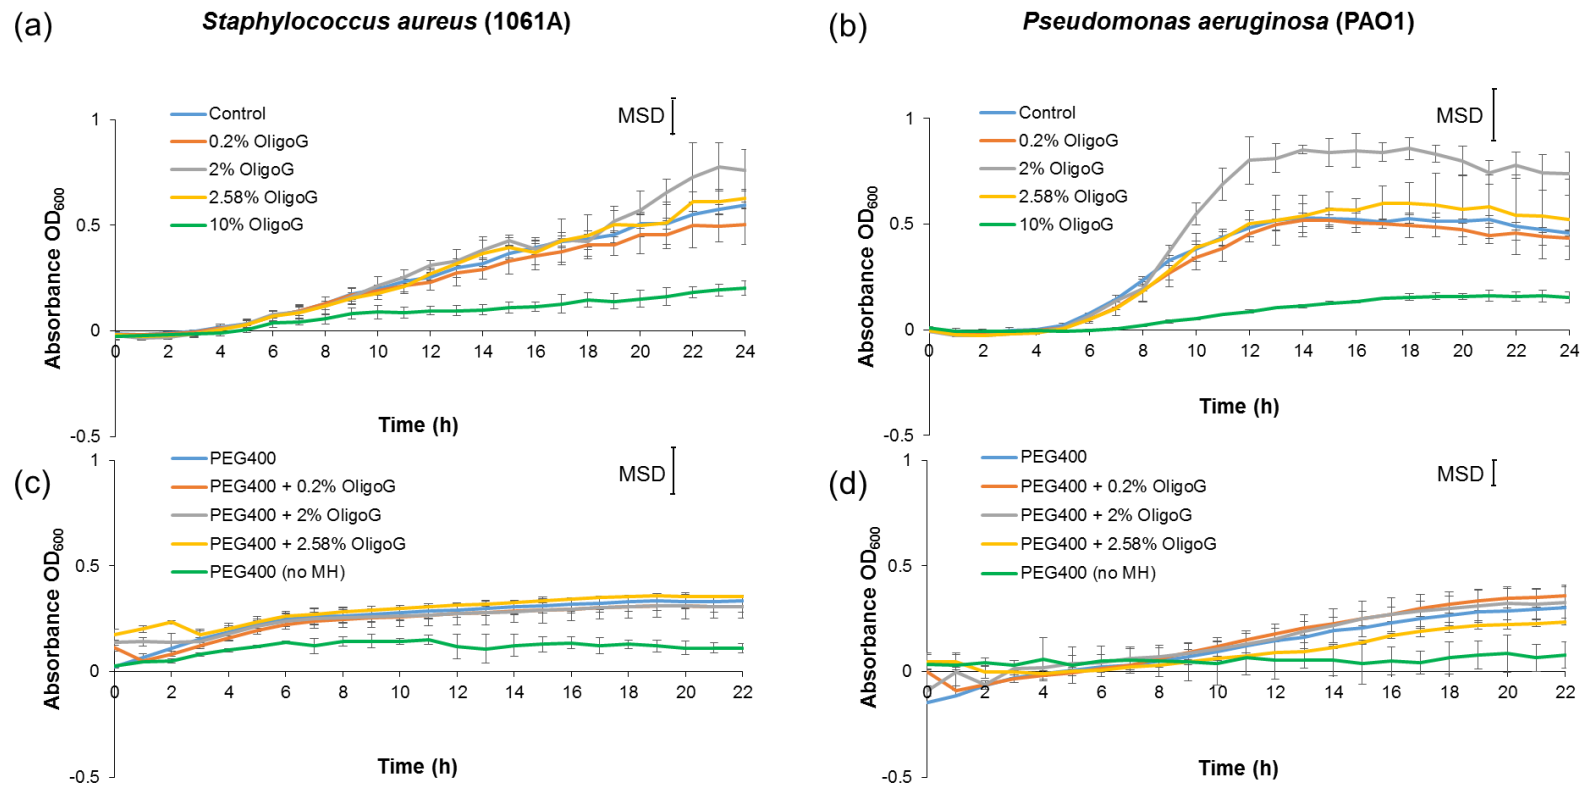 (a)
Staphylococcus aureus (1061A)
Control
0.2% OligoG
2% OligoG
2.58% OligoG
10% OligoG
MSD
Absorbance OD600
1
0.5
0
-0.5
0 2 4 6 8 10 12 14 16 18 20 22 24
Time (h)
(b)
Pseudomonas aeruginosa (PAO1)
Control
0.2% OligoG
2% OligoG
2.58% OligoG
10% OligoG
MSD
Absorbance OD600
1
0.5
0
-0.5
0 2 4 6 8 10 12 14 16 18 20 22 24
Time (h)
(c)
PEG400
PEG400 + 0.2% OligoG
PEG400 + 2% OligoG
PEG400 + 2.58% OligoG
PEG400 (no MH)
MSD
Absorbance OD600
1
0.5
0
-0.5
0 2 4 6 8 10 12 14 16 18 20 22
Time (h)
(d)
PEG400
PEG400 + 0.2% OligoG
PEG400 + 2% OligoG
PEG400 + 2.58% OligoG
PEG400 (no MH)
MSD
Absorbance OD600
1
0.5
0
-0.5
0 2 4 6 8 10 12 14 16 18 20 22
Time (h)